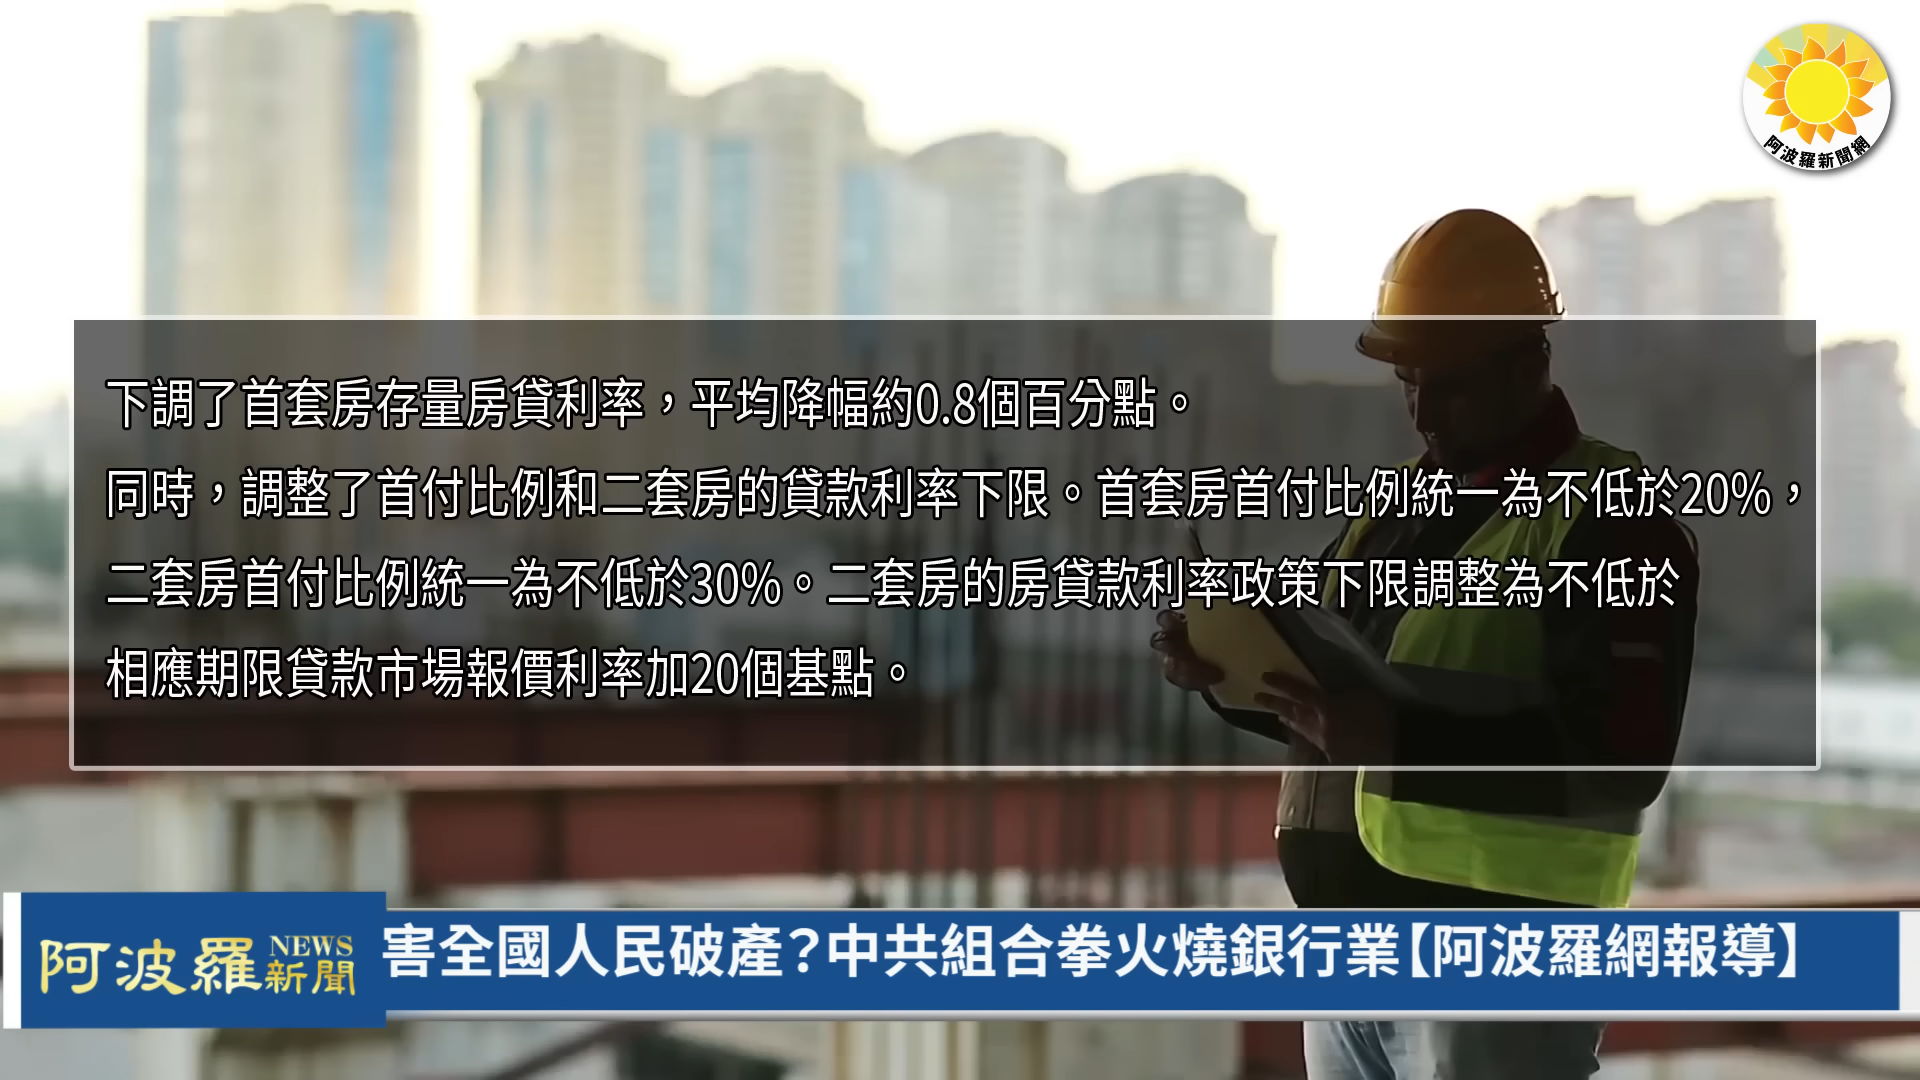 阿波羅新聞網
下調了首套房存量房貸利率，平均降幅約0.8個百分點。
同時，調整了首付比例和二套房的貸款利率下限。首套房首付比例統一為不低於20%，
二套房首付比例統一為不低於30%。二套房的房貸款利率政策下限調整為不低於
相應期限貸款市場報價利率加20個基點。
阿波羅 NEWS 新聞
害全國人民破產？中共組合拳火燒銀行業【阿波羅網報導】